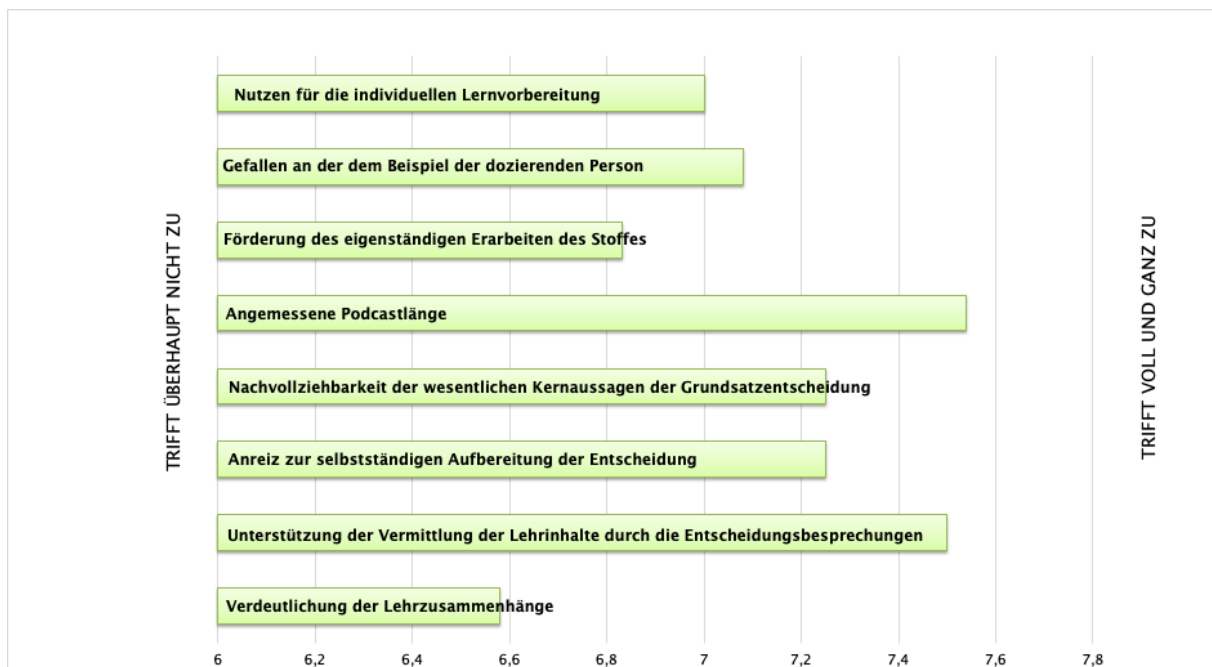 Nutzen für die individuellen Lernvorbereitung
Gefallen an der dem Beispiel der dozierenden Person
Förderung des eigenständigen Erarbeiten des Stoffes
Angemessene Podcastlänge
Nachvollziehbarkeit der wesentlichen Kernaussagen der Grundsatzentscheidung
Anreiz zur selbstständigen Aufbereitung der Entscheidung
Unterstützung der Vermittlung der Lehrinhalte durch die Entscheidungsbesprechungen
Verdeutlichung der Lehrzusammenhänge
TRIFFT ÜBERHAUPT NICHT ZU
TRIFFT VOLL UND GANZ ZU
6 6,2 6,4 6,6 6,8 7 7,2 7,4 7,6 7,8